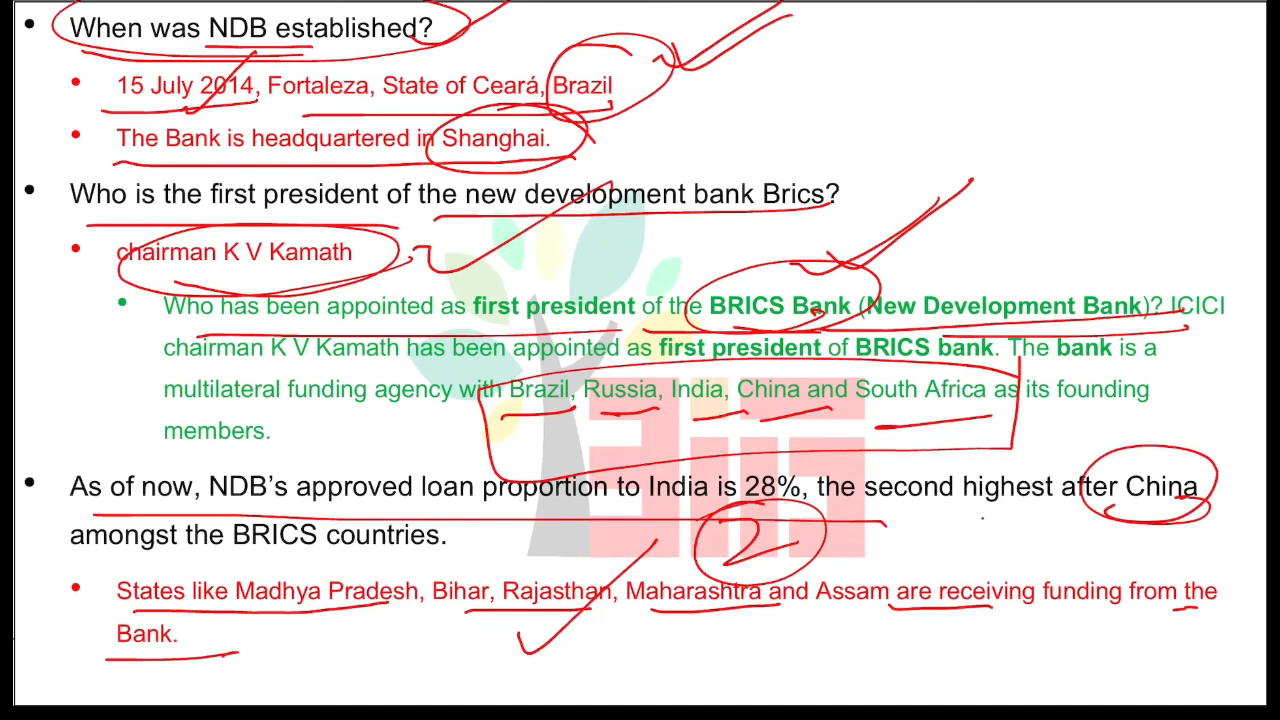 When was NDB established?
15 July 2014, Fortaleza, State of Ceará, Brazil
The Bank is headquartered in Shanghai.
Who is the first president of the new development bank Brics?
chairman K V Kamath
Who has been appointed as first president of the BRICS Bank (New Development Bank)? ICICI
chairman K V Kamath has been appointed as first president of BRICS bank. The bank is a
multilateral funding agency with Brazil, Russia, India, China and South Africa as its founding
members.
As of now, NDB's approved loan proportion to India is 28%, the second highest after China
amongst the BRICS countries.
2
States like Madhya Pradesh, Bihar, Rajasthan, Maharashtra and Assam are receiving funding from the
Bank.